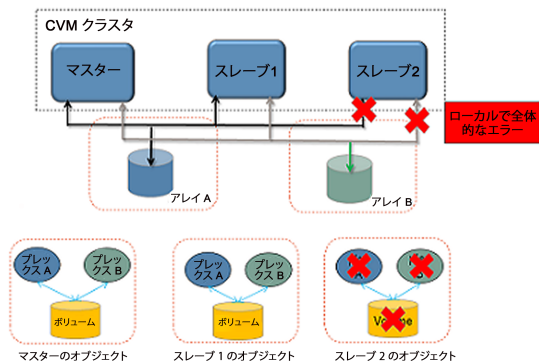 CVM クラスタ
マスター
スレーブ1
スレーブ2
ローカルで全体
的なエラー
アレイ A
アレイ B
プレッ
クス A
プレッ
クス B
プレッ
クス A
プレッ
クス B
ボリューム
ボリューム
Volume
マスターのオブジェクト
スレーブ 1 のオブジェクト
スレーブ 2 のオブジェクト